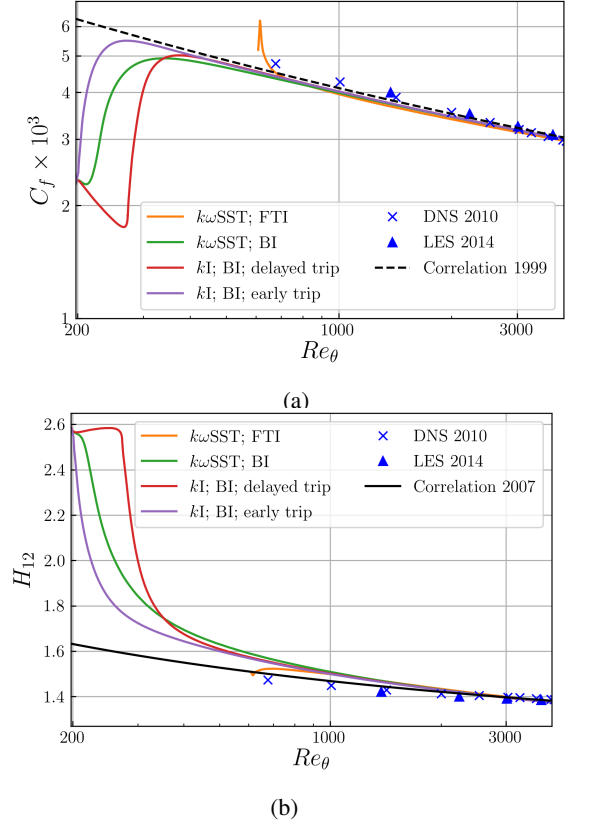 6
5
4
3
2
1
C_f × 10^3
kωSST; FTI
kωSST; BI
kI; BI; delayed trip
kI; BI; early trip
DNS 2010
LES 2014
Correlation 1999
200
1000
3000
Re_θ
(a)
2.6
2.4
2.2
2.0
1.8
1.6
1.4
H_12
kωSST; FTI
kωSST; BI
kI; BI; delayed trip
kI; BI; early trip
DNS 2010
LES 2014
Correlation 2007
200
1000
3000
Re_θ
(b)